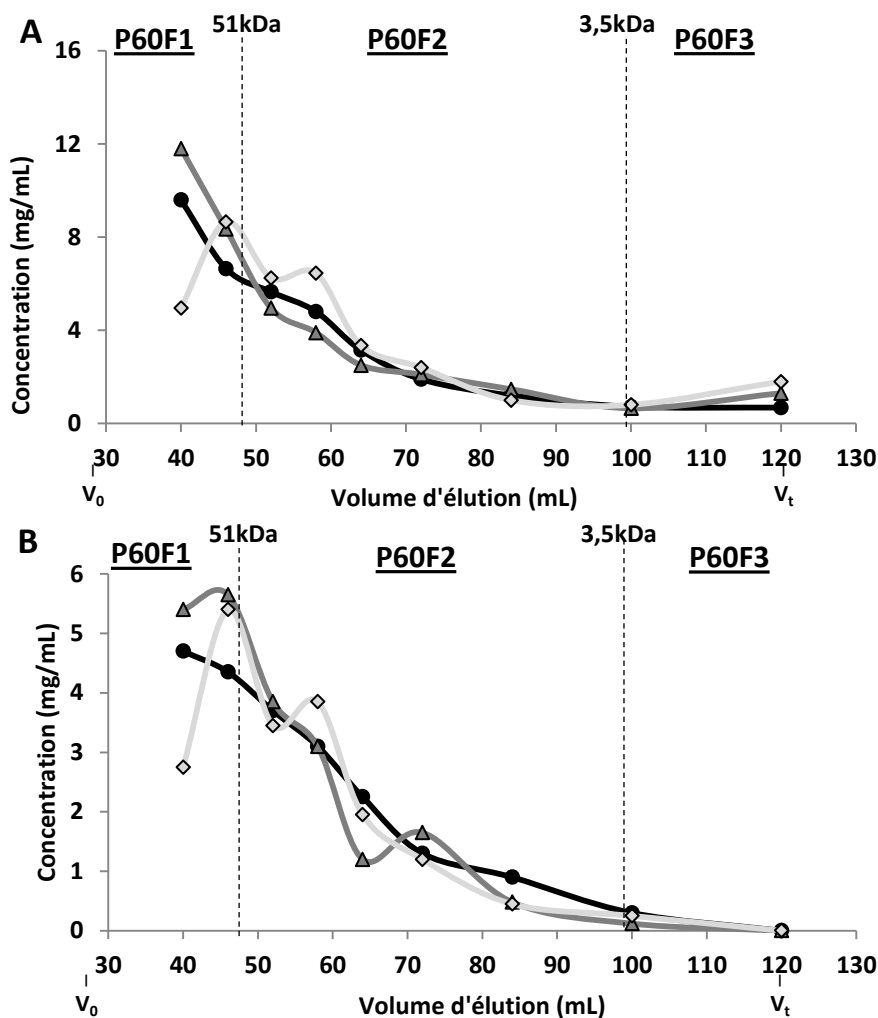 A
P60F1 51kDa P60F2 3,5kDa P60F3
16
12
8
4
0
Concentration (mg/mL)
30 40 50 60 70 80 90 100 110 120 130
V0 Volume d'élution (mL) Vt
B
P60F1 51kDa P60F2 3,5kDa P60F3
6
5
4
3
2
1
0
Concentration (mg/mL)
30 40 50 60 70 80 90 100 110 120 130
V0 Volume d'élution (mL) Vt